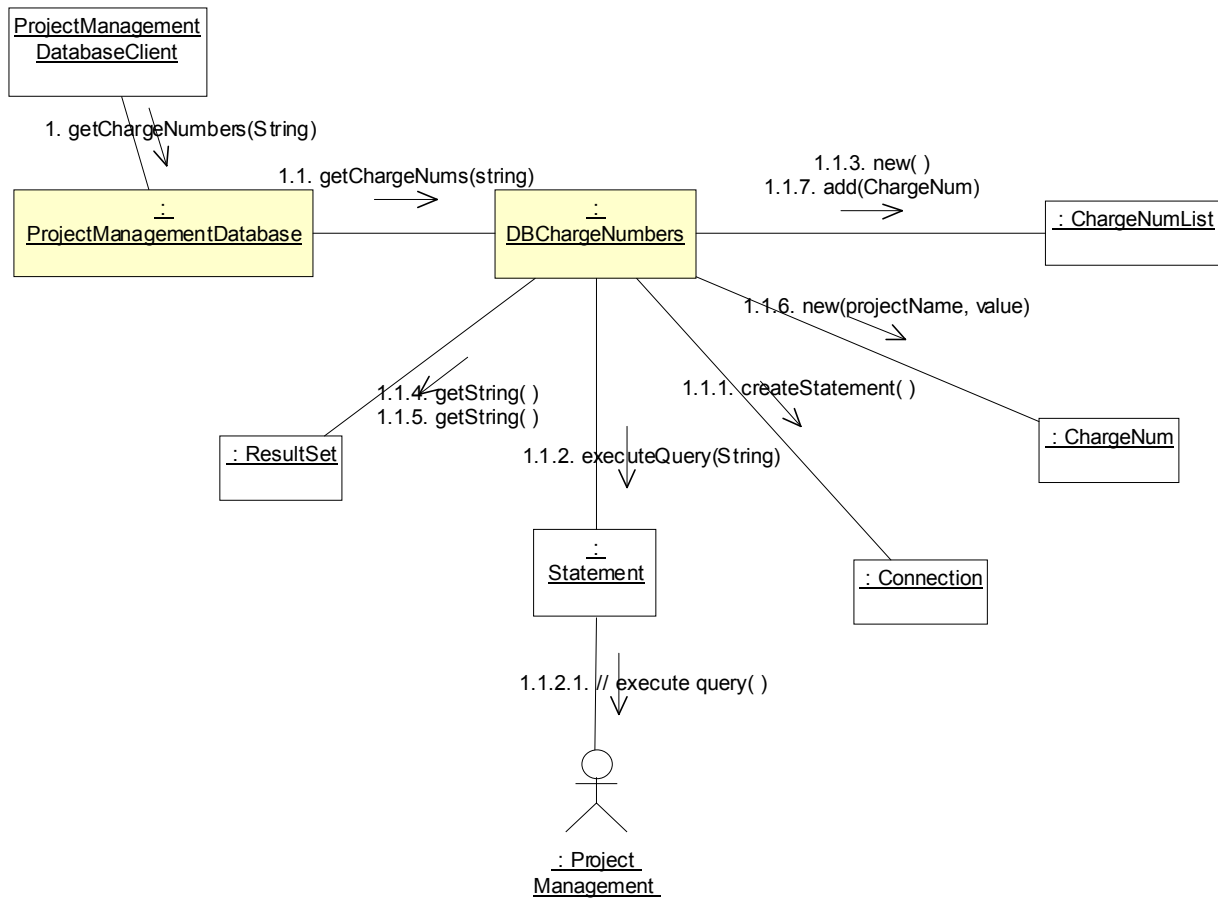 ProjectManagement
DatabaseClient
1. getChargeNumbers(String)
1.1. getChargeNums(string)
1.1.3. new( )
1.1.7. add(ChargeNum)
:
ProjectManagementDatabase
:
DBChargeNumbers
: ChargeNumList
1.1.6. new(projectName, value)
1.1.4. getString( )
1.1.5. getString( )
1.1.1. createStatement( )
: ResultSet
1.1.2. executeQuery(String)
: ChargeNum
:
Statement
: Connection
1.1.2.1. // execute query( )
: Project
Management